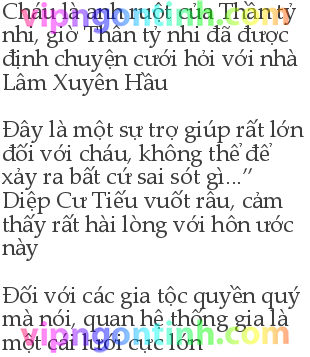 Cháu là anh ruột của Thần tỷ
nhi, giờ Thần tỷ nhi đã được
định chuyện cưới hỏi với nhà
Lâm Xuyên Hầu
Đây là một sự trợ giúp rất lớn
đối với cháu, không thể để
xảy ra bất cứ sai sót gì...”
Diệp Cư Tiếu vuốt râu, cảm
thấy rất hài lòng với hôn ước
này
Đối với các gia tộc quyền quý
mà nói, quan hệ thống gia là
một cái lưới cực lớn
vipngontinh.com
vipngontinh.com